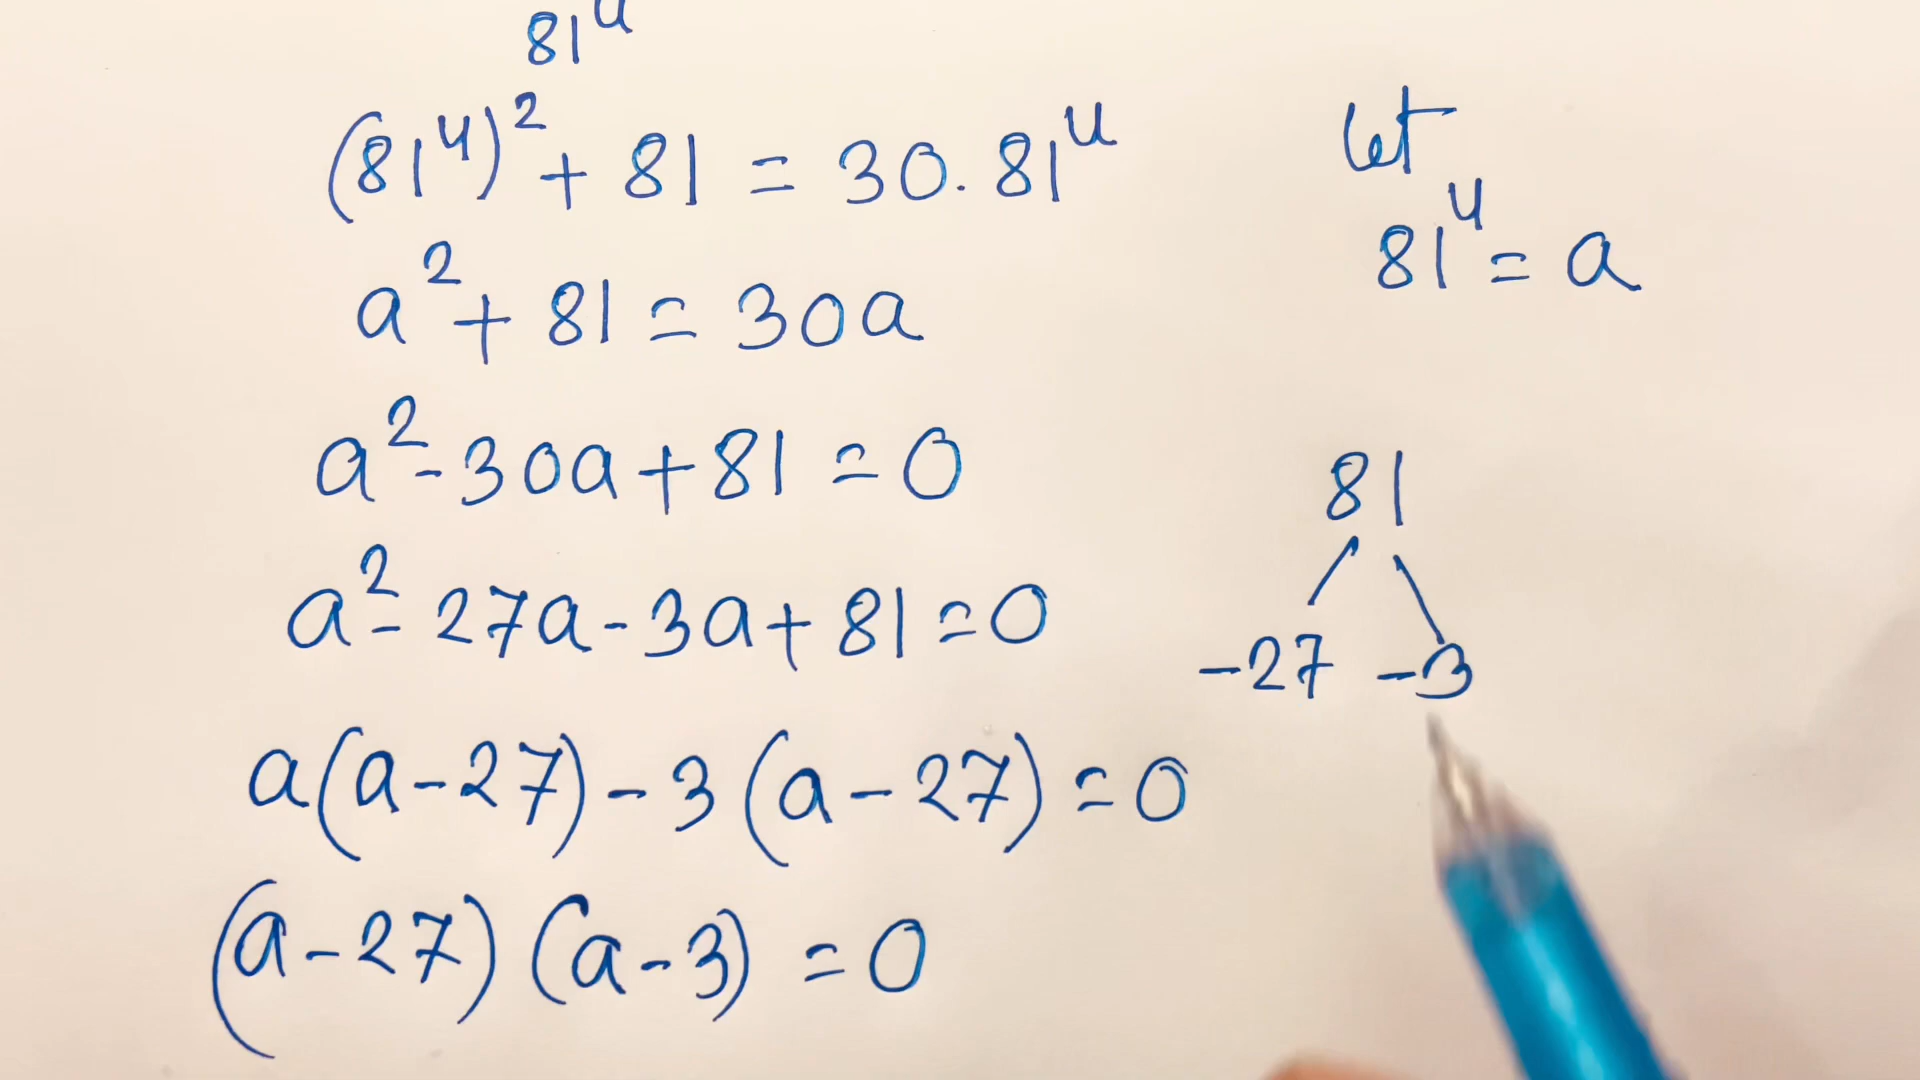 81^u
(81^u)^2 + 81 = 30. 81^u
let
81^u = a
a^2 + 81 = 30a
a^2 - 30a + 81 = 0
81
a^2 - 27a - 3a + 81 = 0
-27 -3
a(a - 27) - 3(a - 27) = 0
(a - 27) (a - 3) = 0